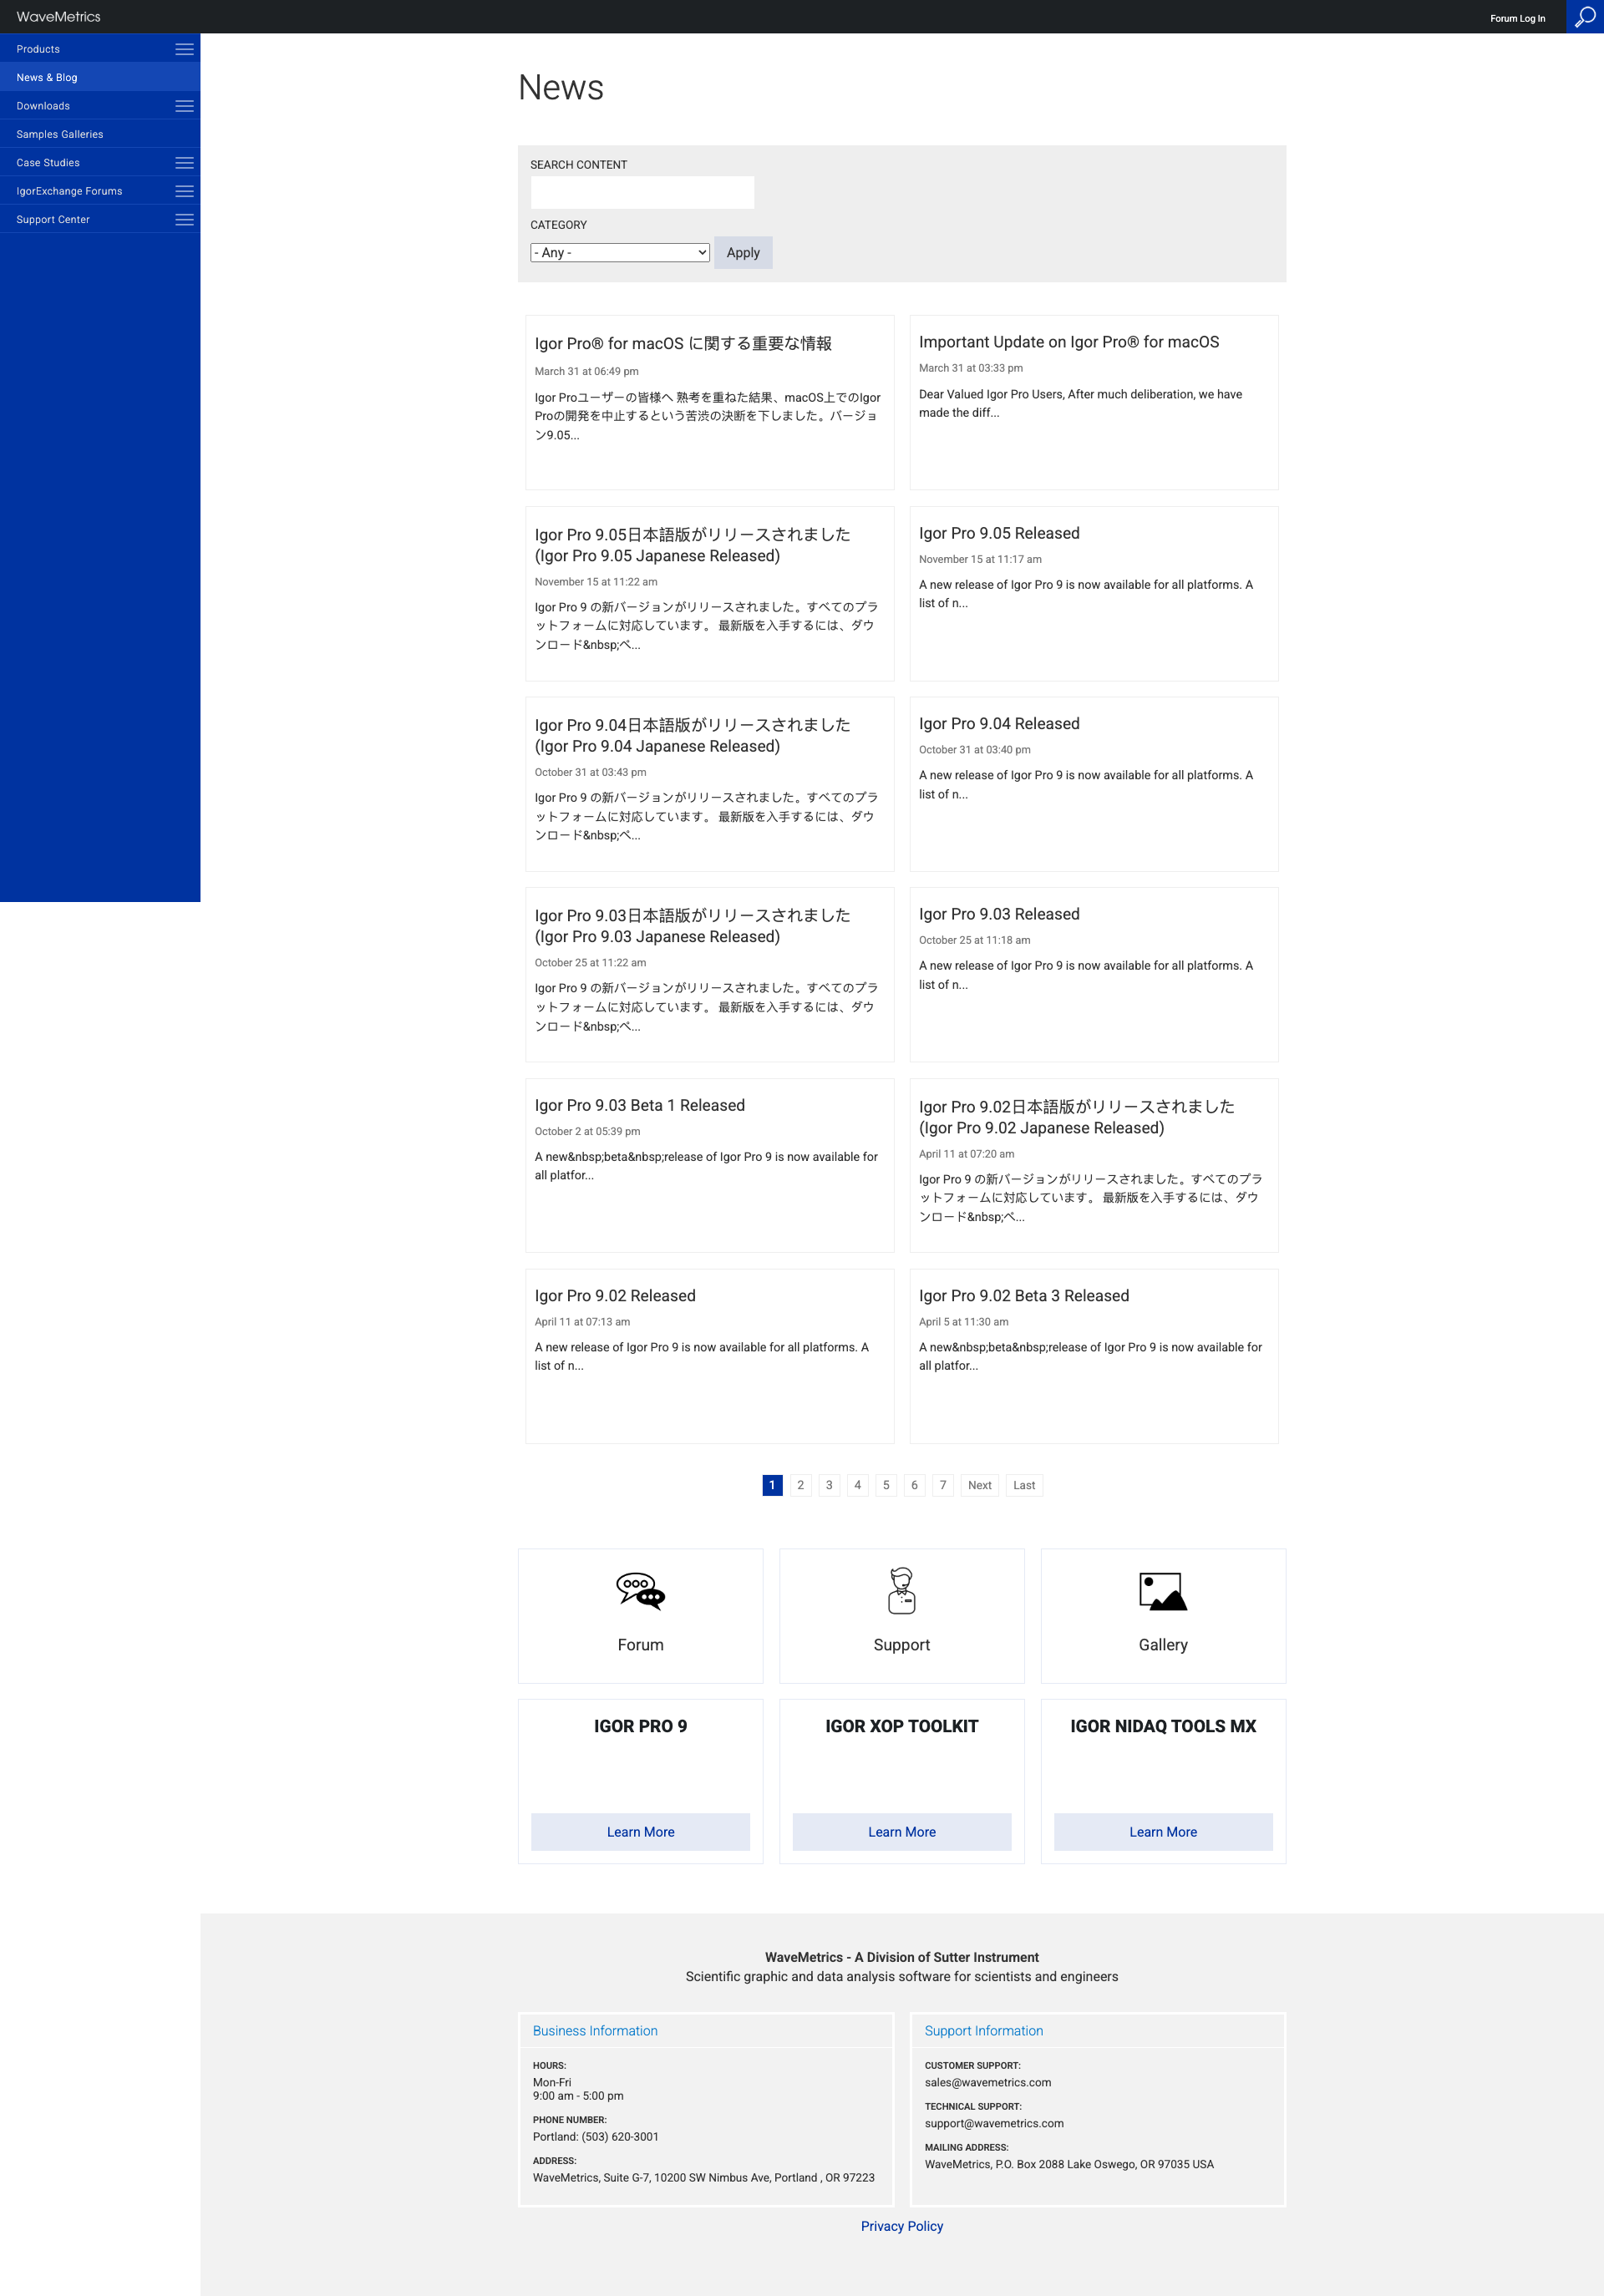 WaveMetrics
Forum Log In
Products
News & Blog
Downloads
Samples Galleries
Case Studies
IgorExchange Forums
Support Center
News
SEARCH CONTENT
CATEGORY
- Any -
Apply
Igor Pro® for macOS に関する重要な情報
March 31 at 06:49 pm
Igor Proユーザーの皆様へ 熟考を重ねた結果、macOS上でのIgor
Proの開発を中止するという苦渋の決断を下しました。バージョ
ン9.05...
Important Update on Igor Pro® for macOS
March 31 at 03:33 pm
Dear Valued Igor Pro Users, After much deliberation, we have
made the diff...
Igor Pro 9.05日本語版がリリースされました
(Igor Pro 9.05 Japanese Released)
November 15 at 11:22 am
Igor Pro 9 の新バージョンがリリースされました。すべてのプラ
ットフォームに対応しています。 最新版を入手するには、ダウ
ンロード&nbsp;ペ...
Igor Pro 9.05 Released
November 15 at 11:17 am
A new release of Igor Pro 9 is now available for all platforms. A
list of n...
Igor Pro 9.04日本語版がリリースされました
(Igor Pro 9.04 Japanese Released)
October 31 at 03:43 pm
Igor Pro 9 の新バージョンがリリースされました。すべてのプラ
ットフォームに対応しています。 最新版を入手するには、ダウ
ンロード&nbsp;ペ...
Igor Pro 9.04 Released
October 31 at 03:40 pm
A new release of Igor Pro 9 is now available for all platforms. A
list of n...
Igor Pro 9.03日本語版がリリースされました
(Igor Pro 9.03 Japanese Released)
October 25 at 11:22 am
Igor Pro 9 の新バージョンがリリースされました。すべてのプラ
ットフォームに対応しています。 最新版を入手するには、ダウ
ンロード&nbsp;ペ...
Igor Pro 9.03 Released
October 25 at 11:18 am
A new release of Igor Pro 9 is now available for all platforms. A
list of n...
Igor Pro 9.03 Beta 1 Released
October 2 at 05:39 pm
A new&nbsp;beta&nbsp;release of Igor Pro 9 is now available for
all platfor...
Igor Pro 9.02日本語版がリリースされました
(Igor Pro 9.02 Japanese Released)
April 11 at 07:20 am
Igor Pro 9 の新バージョンがリリースされました。すべてのプラ
ットフォームに対応しています。 最新版を入手するには、ダウ
ンロード&nbsp;ペ...
Igor Pro 9.02 Released
April 11 at 07:13 am
A new release of Igor Pro 9 is now available for all platforms. A
list of n...
Igor Pro 9.02 Beta 3 Released
April 5 at 11:30 am
A new&nbsp;beta&nbsp;release of Igor Pro 9 is now available for
all platfor...
1 2 3 4 5 6 7 Next Last
Forum
Support
Gallery
IGOR PRO 9
Learn More
IGOR XOP TOOLKIT
Learn More
IGOR NIDAQ TOOLS MX
Learn More
WaveMetrics - A Division of Sutter Instrument
Scientific graphic and data analysis software for scientists and engineers
Business Information
HOURS:
Mon-Fri
9:00 am - 5:00 pm
PHONE NUMBER:
Portland: (503) 620-3001
ADDRESS:
WaveMetrics, Suite G-7, 10200 SW Nimbus Ave, Portland , OR 97223
Support Information
CUSTOMER SUPPORT:
sales@wavemetrics.com
TECHNICAL SUPPORT:
support@wavemetrics.com
MAILING ADDRESS:
WaveMetrics, P.O. Box 2088 Lake Oswego, OR 97035 USA
Privacy Policy